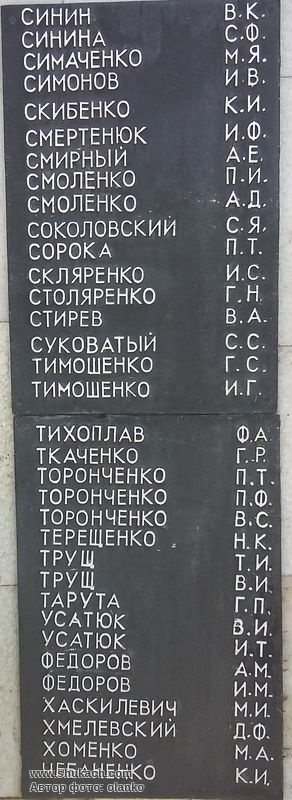 СИНИН В.К.
СИНИНА С.Ф.
СИМАЧЕНКО М.Я.
СИМОНОВ И.В.
СКИБЕНКО К.И.
СМЕРТЕНЮК И.Ф.
СМИРНЫЙ А.Е.
СМОЛЕНКО П.И.
СМОЛЕНКО А.Д.
СОКОЛОВСКИЙ С.Я.
СОРОКА П.Т.
СКЛЯРЕНКО И.С.
СТОЛЯРЕНКО Г.Н.
СТИРЕВ В.А.
СУКОВАТЫЙ С.С.
ТИМОШЕНКО Г.С.
ТИМОШЕНКО И.Г.
ТИХОПЛАВ Ф.А.
ТКАЧЕНКО Г.Р.
ТОРОНЧЕНКО П.Т.
ТОРОНЧЕНКО П.Ф.
ТОРОНЧЕНКО В.С.
ТЕРЕЩЕНКО Н.К.
ТРУЩ Т.И.
ТРУЩ В.И.
ТАРУТА Г.П.
УСАТЮК В.И.
УСАТЮК И.Т.
ФЕДОРОВ А.М.
ФЕДОРОВ И.М.
ХАСКИЛЕВИЧ М.И.
ХМЕЛЕВСКИЙ Д.Ф.
ХОМЕНКО М.А.
ЧЕБАНЕНКО К.И.
www.shukach.com
Автор фото: olanko